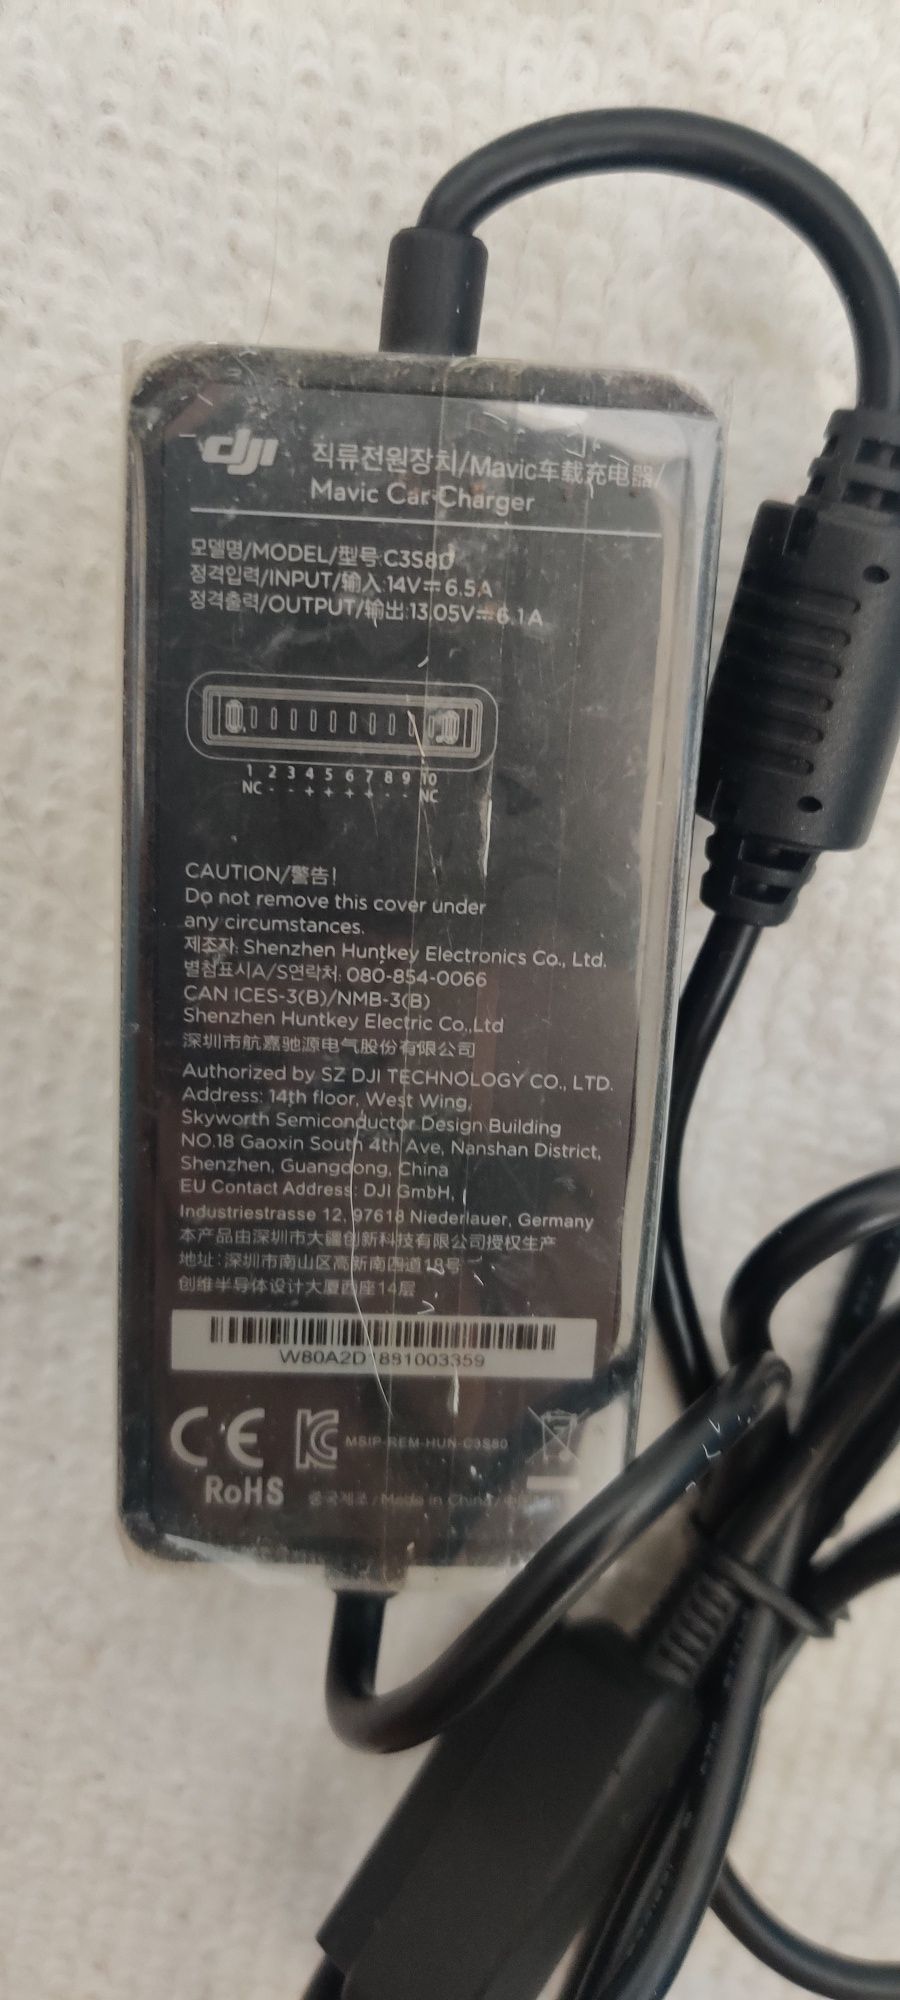 dji 직류전원장치/Mavic车载充电器/
Mavic Car Charger
모델명/MODEL/型号:C3S80
정격입력/INPUT/输入:14V⎓6.5A
정격출력/OUTPUT/输出:13.05V⎓6.1A
1 2 3 4 5 6 7 8 9 10
NC - - + + + + - - NC
CAUTION/警告!
Do not remove this cover under
any circumstances.
제조자: Shenzhen Huntkey Electronics Co., Ltd.
별첨표시A/S연락처: 080-854-0066
CAN ICES-3(B)/NMB-3(B)
Shenzhen Huntkey Electric Co.,Ltd
深圳市航嘉驰源电气股份有限公司
Authorized by SZ DJI TECHNOLOGY CO., LTD.
Address: 14th floor, West Wing,
Skyworth Semiconductor Design Building
NO.18 Gaoxin South 4th Ave, Nanshan District,
Shenzhen, Guangdong, China
EU Contact Address: DJI GmbH,
Industriestrasse 12, 97618 Niederlauer, Germany
本产品由深圳市大疆创新科技有限公司授权生产
地址:深圳市南山区高新南四道18号
创维半导体设计大厦西座14层
W80A2D1881003359
CE KC MSIP-REM-HUN-C3S80
RoHS 중국제조/Made in China/